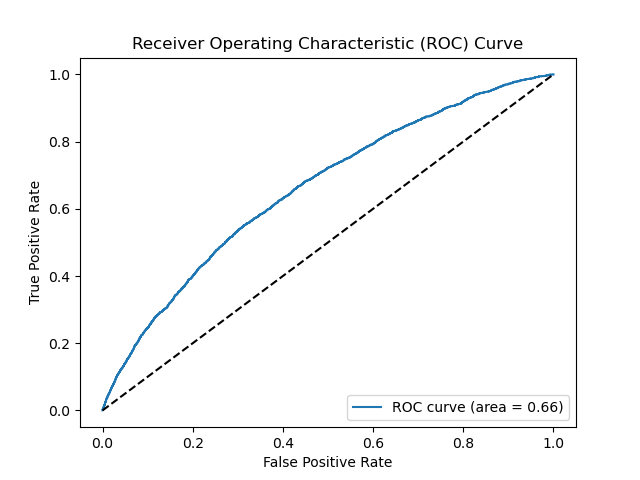 Receiver Operating Characteristic (ROC) Curve
True Positive Rate
1.0
0.8
0.6
0.4
0.2
0.0
ROC curve (area = 0.66)
0.0 0.2 0.4 0.6 0.8 1.0
False Positive Rate